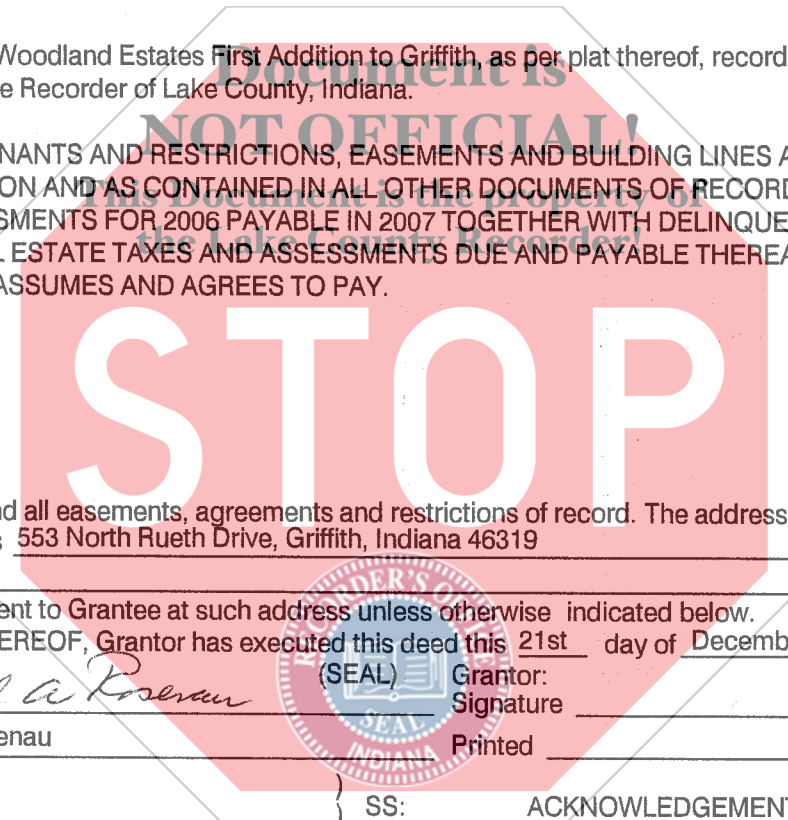 Woodland Estates First Addition to Griffith, as per plat thereof, record
e Recorder of Lake County, Indiana.
Document is
NOT OFFICIAL!
This Document is the property of
the Lake County Recorder!
NANTS AND RESTRICTIONS, EASEMENTS AND BUILDING LINES A
ON AND AS CONTAINED IN ALL OTHER DOCUMENTS OF RECORD
SMENTS FOR 2006 PAYABLE IN 2007 TOGETHER WITH DELINQUE
L ESTATE TAXES AND ASSESSMENTS DUE AND PAYABLE THEREA
ASSUMES AND AGREES TO PAY.
STOP
nd all easements, agreements and restrictions of record. The address
s 553 North Rueth Drive, Griffith, Indiana 46319
ent to Grantee at such address unless otherwise indicated below.
EREOF, Grantor has executed this deed this 21st day of Decemb
(SEAL) Grantor:
a Rosenau
Signature
enau
Printed
RECORDER'S OFFICE
SEAL
INDIANA
SS: ACKNOWLEDGEMENT